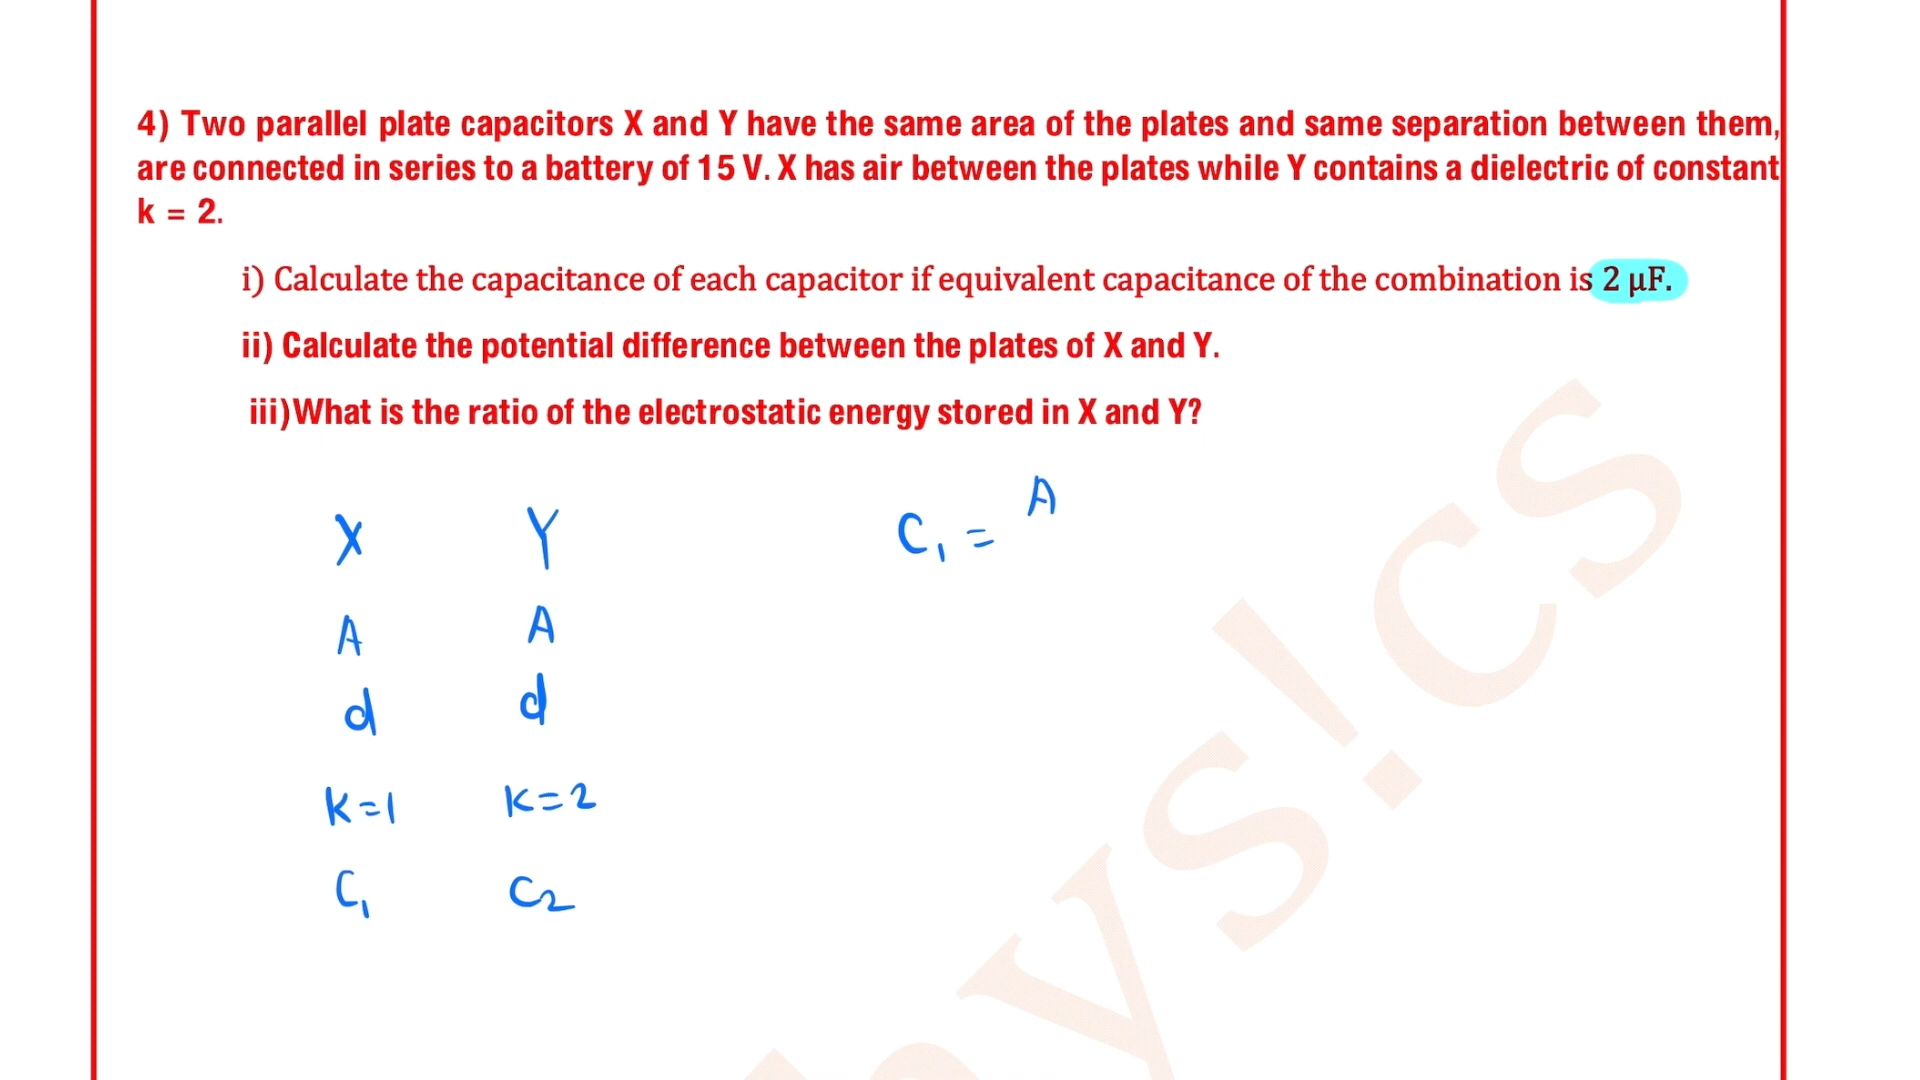 4) Two parallel plate capacitors X and Y have the same area of the plates and same separation between them,
are connected in series to a battery of 15 V. X has air between the plates while Y contains a dielectric of constant
k = 2.
i) Calculate the capacitance of each capacitor if equivalent capacitance of the combination is 2 μF.
ii) Calculate the potential difference between the plates of X and Y.
iii)What is the ratio of the electrostatic energy stored in X and Y?
X Y
A A
d d
K=1 K=2
C₁ C₂
C₁ = A
ys!cs